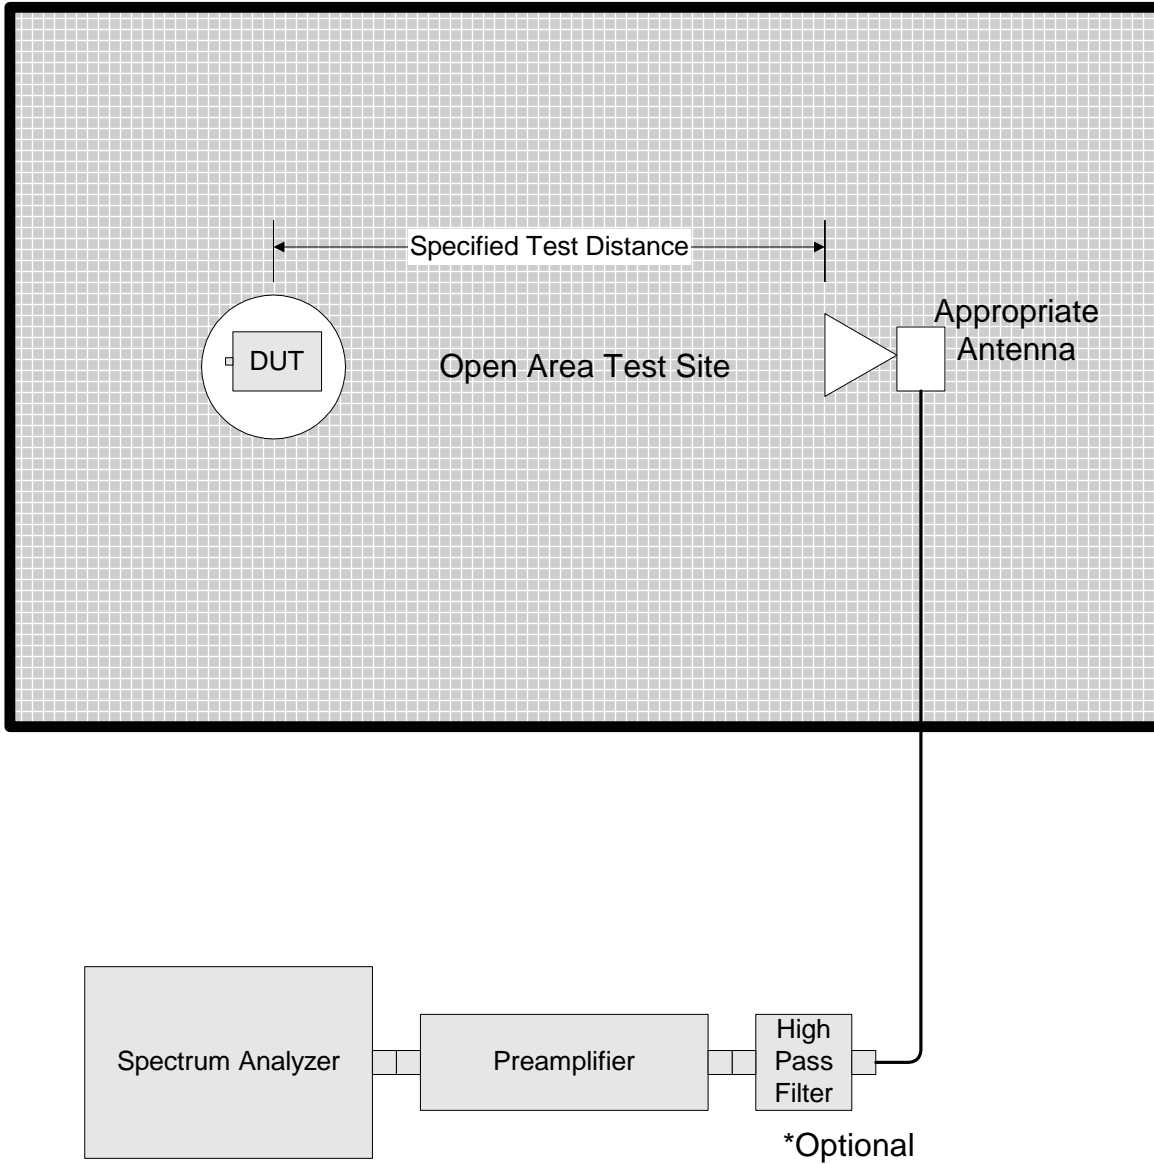 Specified Test Distance
Appropriate
Antenna
DUT
Open Area Test Site
Spectrum Analyzer
Preamplifier
High
Pass
Filter
*Optional